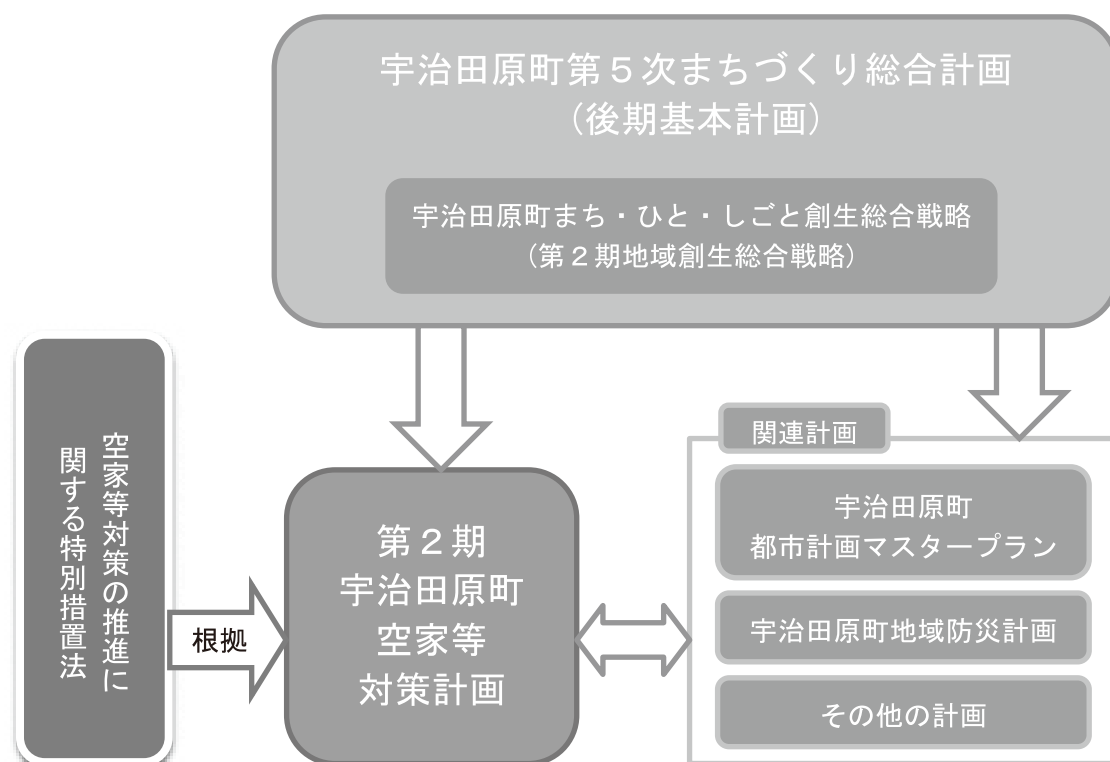 宇治田原町第５次まちづくり総合計画
（後期基本計画）
宇治田原町まち・ひと・しごと創生総合戦略
（第２期地域創生総合戦略）
空家等対策の推進に
関する特別措置法
根拠
第２期
宇治田原町
空家等
対策計画
関連計画
宇治田原町
都市計画マスタープラン
宇治田原町地域防災計画
その他の計画